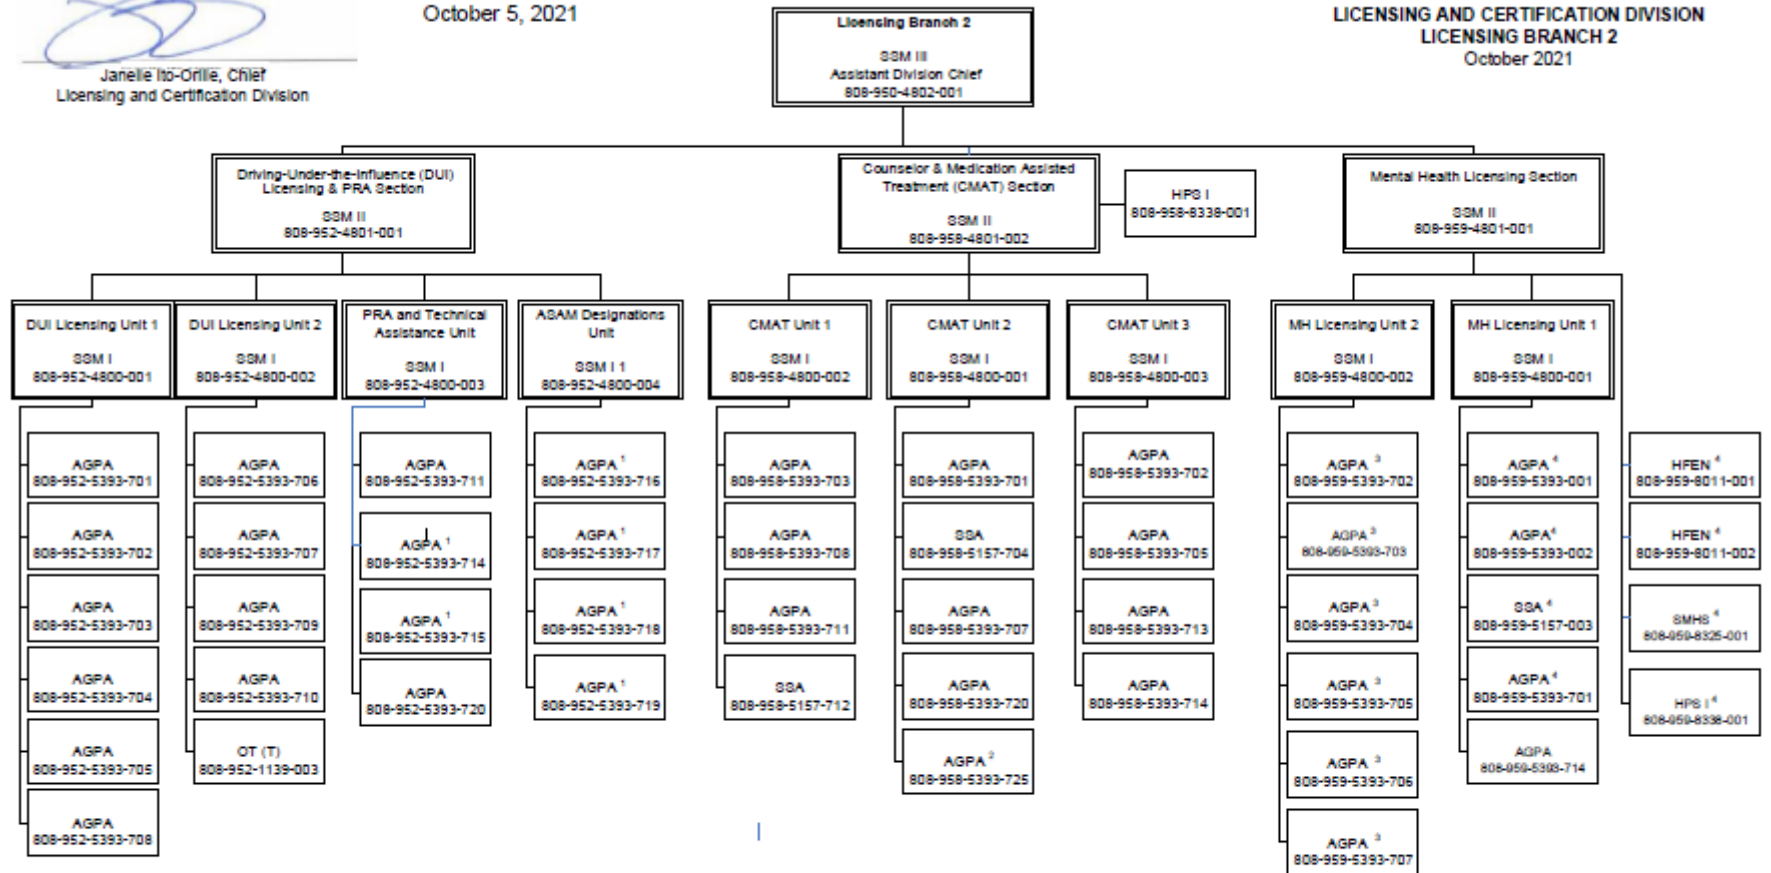 October 5, 2021
Janelle Ito-Orille, Chief
Licensing and Certification Division
LICENSING AND CERTIFICATION DIVISION
LICENSING BRANCH 2
October 2021
Licensing Branch 2
SSM III
Assistant Division Chief
808-950-4802-001
Driving-Under-the-Influence (DUI)
Licensing & PRA Section
SSM II
808-952-4801-001
Counselor & Medication Assisted
Treatment (CMAT) Section
SSM II
808-958-4801-002
HPS I
808-958-8338-001
Mental Health Licensing Section
SSM II
808-959-4801-001
DUI Licensing Unit 1
SSM I
808-952-4800-001
DUI Licensing Unit 2
SSM I
808-952-4800-002
PRA and Technical
Assistance Unit
SSM I
808-952-4800-003
ASAM Designations
Unit
SSM I 1
808-952-4800-004
CMAT Unit 1
SSM I
808-958-4800-002
CMAT Unit 2
SSM I
808-958-4800-001
CMAT Unit 3
SSM I
808-958-4800-003
MH Licensing Unit 2
SSM I
808-959-4800-002
MH Licensing Unit 1
SSM I
808-959-4800-001
AGPA
808-952-5393-701
AGPA
808-952-5393-702
AGPA
808-952-5393-703
AGPA
808-952-5393-704
AGPA
808-952-5393-705
AGPA
808-952-5393-708
AGPA
808-952-5393-706
AGPA
808-952-5393-707
AGPA
808-952-5393-709
AGPA
808-952-5393-710
OT (T)
808-952-1139-003
AGPA
808-952-5393-711
AGPA 1
808-952-5393-714
AGPA 1
808-952-5393-715
AGPA
808-952-5393-720
AGPA 1
808-952-5393-716
AGPA 1
808-952-5393-717
AGPA 1
808-952-5393-718
AGPA 1
808-952-5393-719
AGPA
808-958-5393-703
AGPA
808-958-5393-708
AGPA
808-958-5393-711
SSA
808-958-5157-712
AGPA
808-958-5393-701
SSA
808-958-5157-704
AGPA
808-958-5393-707
AGPA
808-958-5393-720
AGPA 2
808-958-5393-725
AGPA
808-958-5393-702
AGPA
808-958-5393-705
AGPA
808-958-5393-713
AGPA
808-958-5393-714
AGPA 3
808-959-5393-702
AGPA 3
808-959-5393-703
AGPA 3
808-959-5393-704
AGPA 3
808-959-5393-705
AGPA 3
808-959-5393-706
AGPA 3
808-959-5393-707
AGPA 4
808-959-5393-001
AGPA 4
808-959-5393-002
SSA 4
808-959-5157-003
AGPA 4
808-959-5393-701
AGPA
808-959-5393-714
HFEN 4
808-959-8011-001
HFEN 4
808-959-8011-002
SMHS 4
808-959-8325-001
HPS I 4
808-959-8338-001